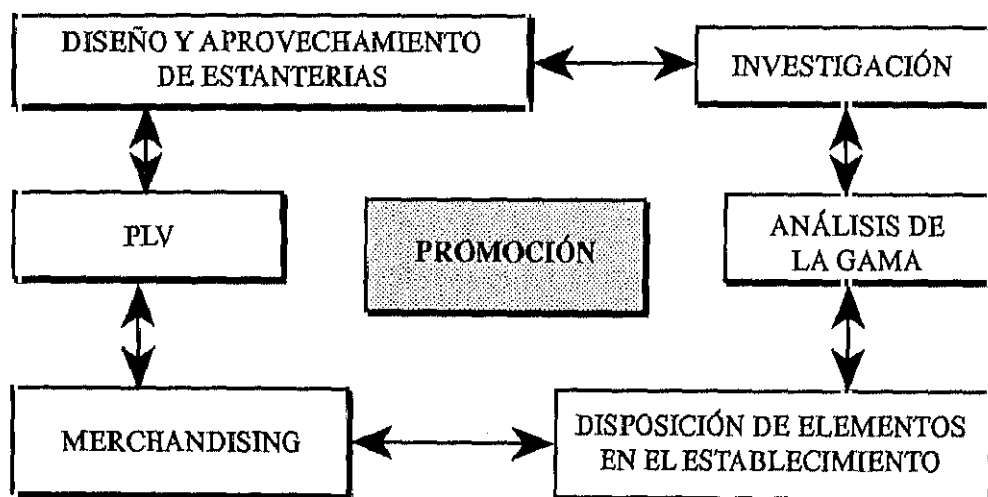 DISEÑO Y APROVECHAMIENTO
DE ESTANTERIAS
INVESTIGACIÓN
PLV
PROMOCIÓN
ANÁLISIS DE
LA GAMA
MERCHANDISING
DISPOSICIÓN DE ELEMENTOS
EN EL ESTABLECIMIENTO